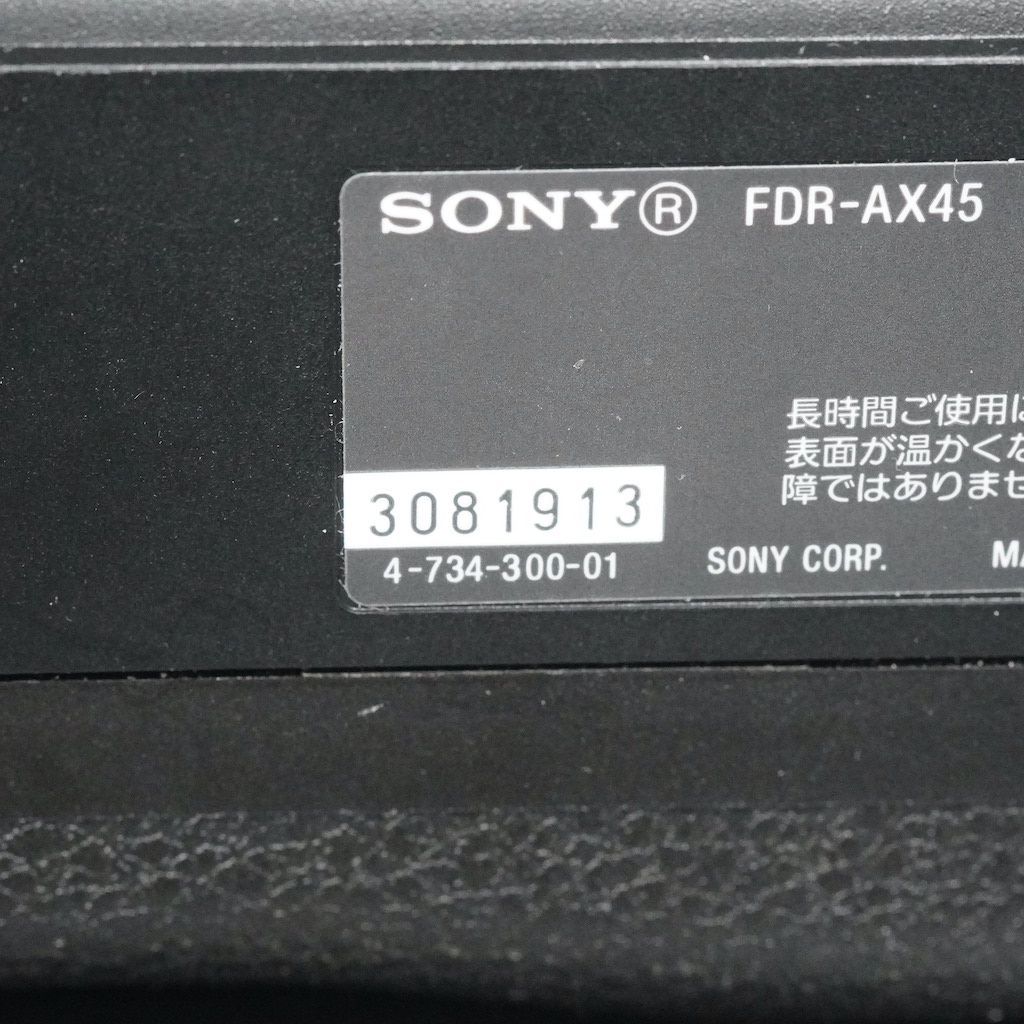 SONY® FDR-AX45
長時間ご使用に
表面が温かくな
障ではありませ
3081913
4-734-300-01 SONY CORP. MA